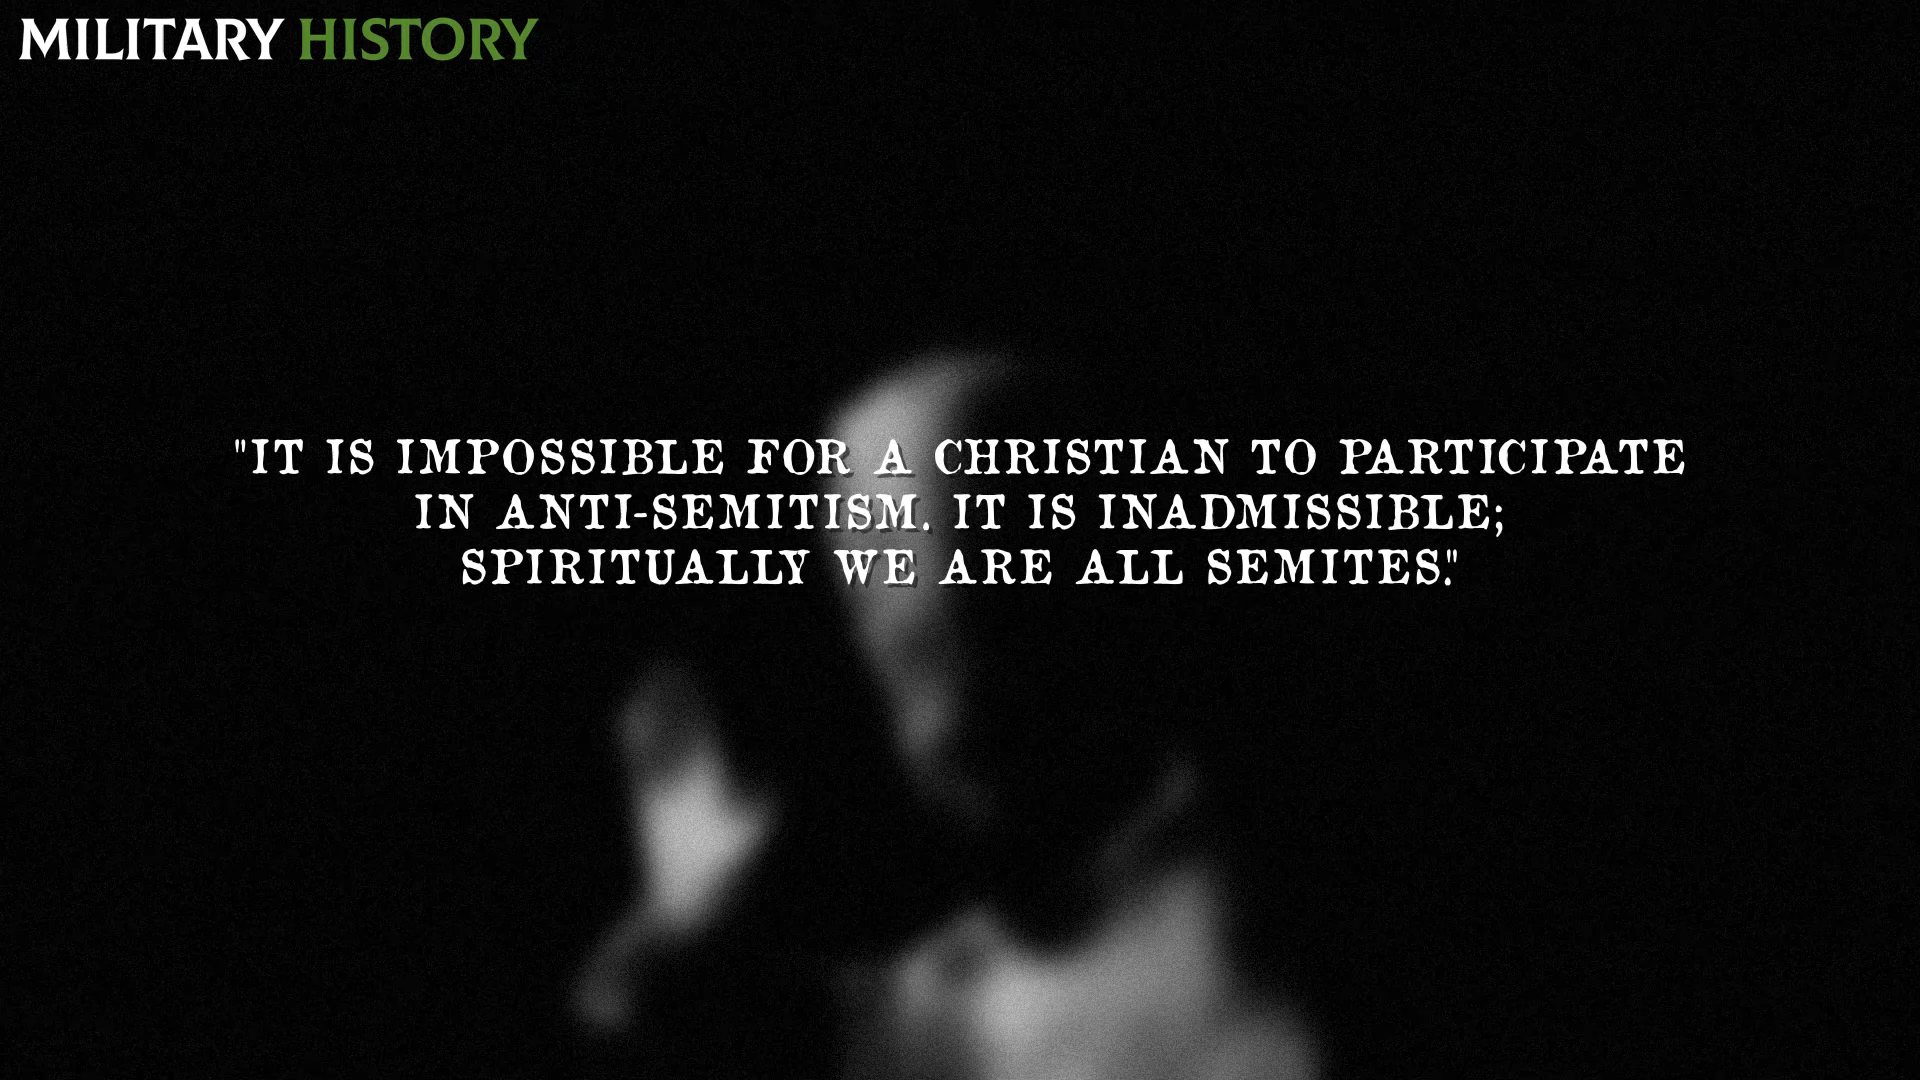 MILITARY HISTORY
"IT IS IMPOSSIBLE FOR A CHRISTIAN TO PARTICIPATE
IN ANTI-SEMITISM. IT IS INADMISSIBLE;
SPIRITUALLY WE ARE ALL SEMITES."